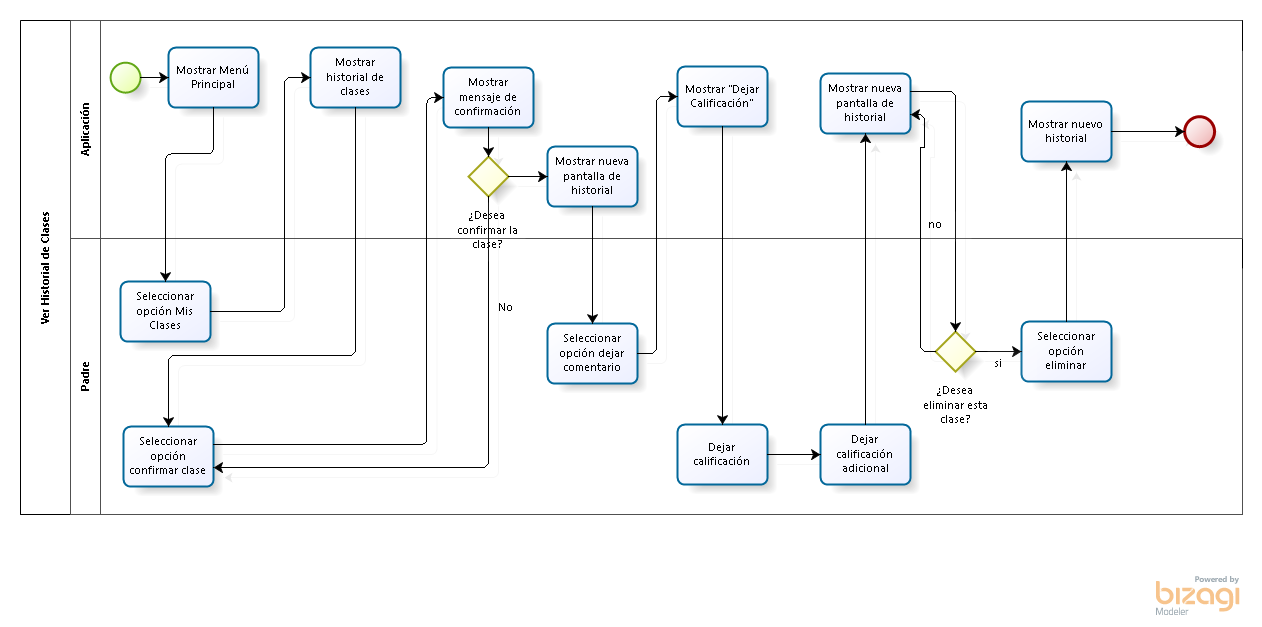 Ver Historial de Clases
Aplicación
Mostrar Menú
Principal
Mostrar
historial de
clases
Mostrar
mensaje de
confirmación
¿Desea
confirmar la
clase?
Mostrar nueva
pantalla de
historial
Mostrar "Dejar
Calificación"
Mostrar nueva
pantalla de
historial
no
Mostrar nuevo
historial
Padre
Seleccionar
opción Mis
Clases
No
Seleccionar
opción
confirmar clase
Seleccionar
opción dejar
comentario
Dejar
calificación
Dejar
calificación
adicional
¿Desea
eliminar esta
clase?
si
Seleccionar
opción
eliminar
Powered by
bizagi
Modeler